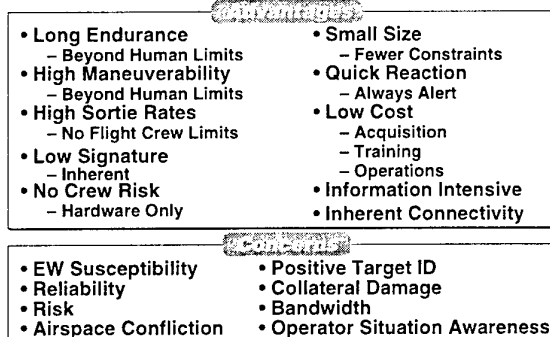 Advantages
• Long Endurance
– Beyond Human Limits
• High Maneuverability
– Beyond Human Limits
• High Sortie Rates
– No Flight Crew Limits
• Low Signature
– Inherent
• No Crew Risk
– Hardware Only
• Small Size
– Fewer Constraints
• Quick Reaction
– Always Alert
• Low Cost
– Acquisition
– Training
– Operations
• Information Intensive
• Inherent Connectivity
Concerns
• EW Susceptibility
• Reliability
• Risk
• Airspace Confliction
• Positive Target ID
• Collateral Damage
• Bandwidth
• Operator Situation Awareness